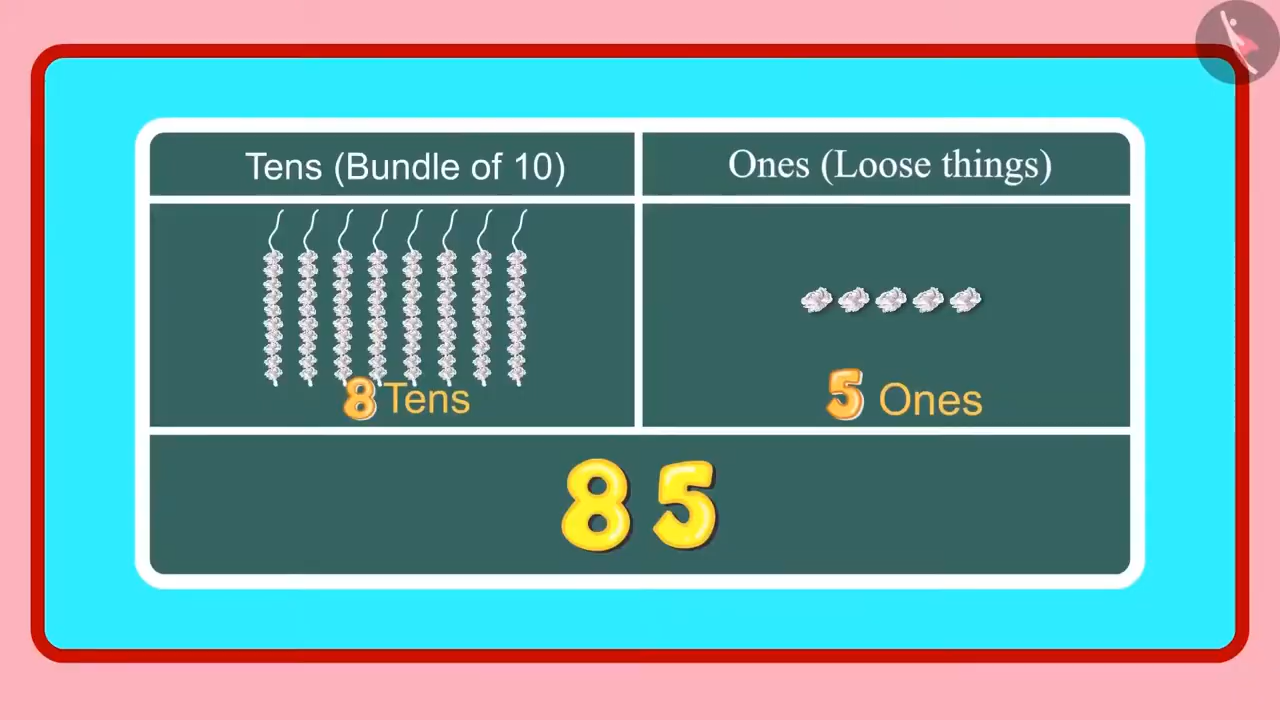 Tens (Bundle of 10)
Ones (Loose things)
8 Tens
5 Ones
85